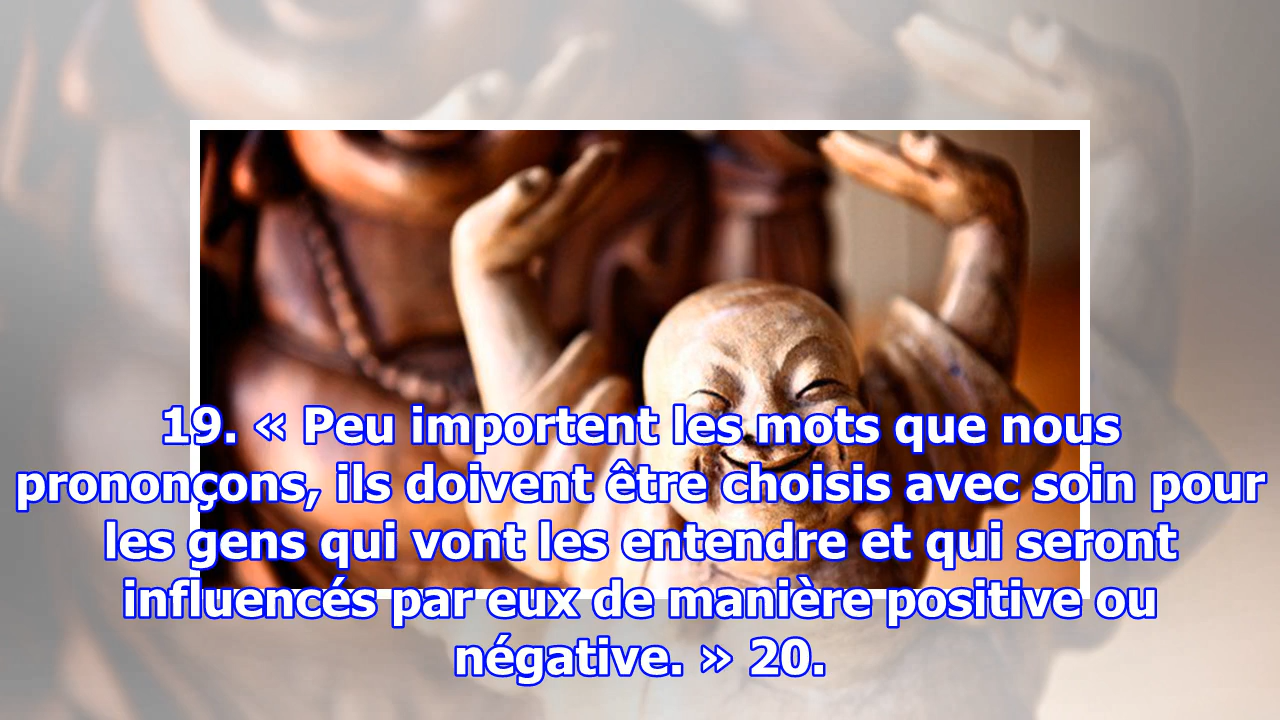 19. « Peu importent les mots que nous
prononçons, ils doivent être choisis avec soin pour
les gens qui vont les entendre et qui seront
influencés par eux de manière positive ou
négative. » 20.